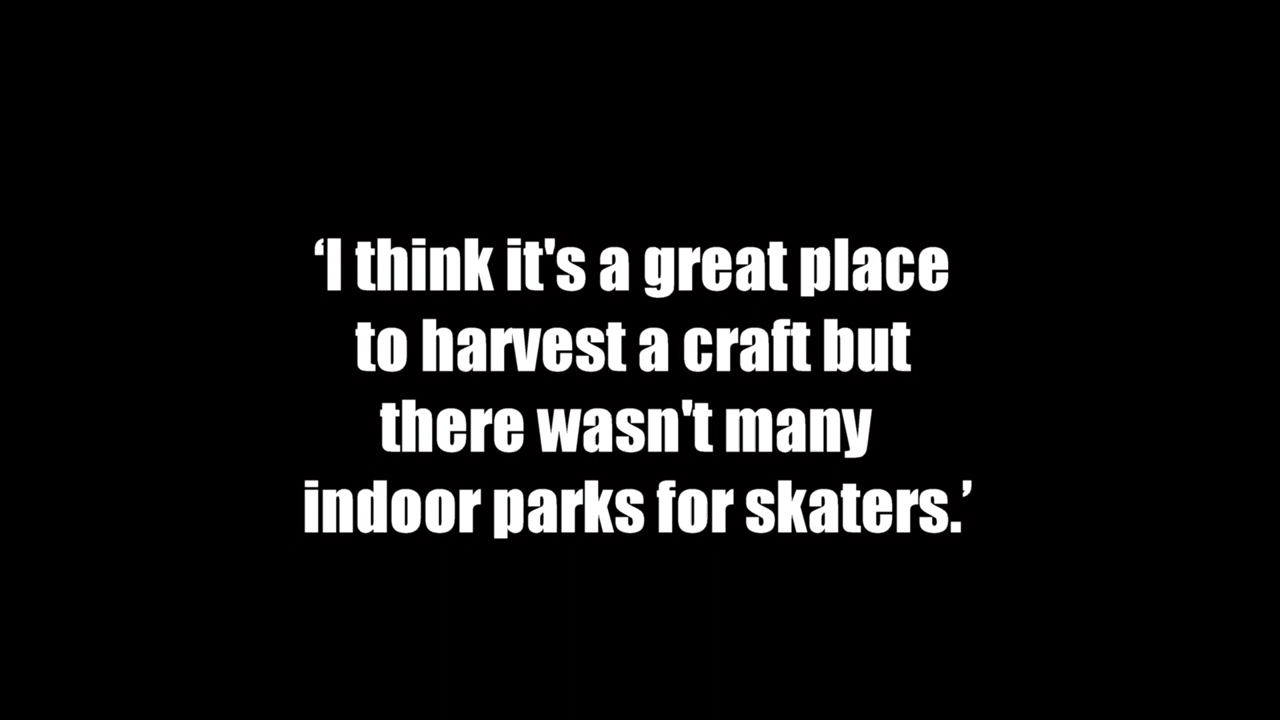 ‘I think it's a great place
to harvest a craft but
there wasn't many
indoor parks for skaters.’